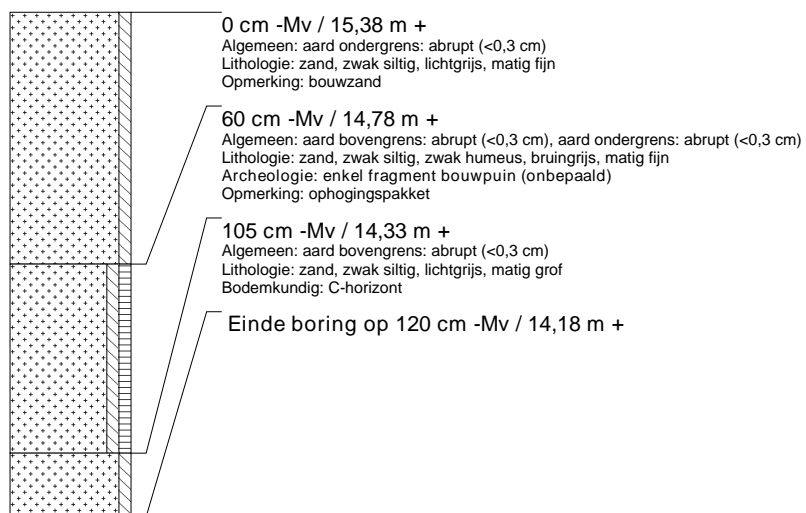 0 cm -Mv / 15,38 m +
Algemeen: aard ondergrens: abrupt (<0,3 cm)
Lithologie: zand, zwak siltig, lichtgrijs, matig fijn
Opmerking: bouwzand
60 cm -Mv / 14,78 m +
Algemeen: aard bovengrens: abrupt (<0,3 cm), aard ondergrens: abrupt (<0,3 cm)
Lithologie: zand, zwak siltig, zwak humeus, bruingrijs, matig fijn
Archeologie: enkel fragment bouwpuin (onbepaald)
Opmerking: ophogingspakket
105 cm -Mv / 14,33 m +
Algemeen: aard bovengrens: abrupt (<0,3 cm)
Lithologie: zand, zwak siltig, lichtgrijs, matig grof
Bodemkundig: C-horizont
Einde boring op 120 cm -Mv / 14,18 m +